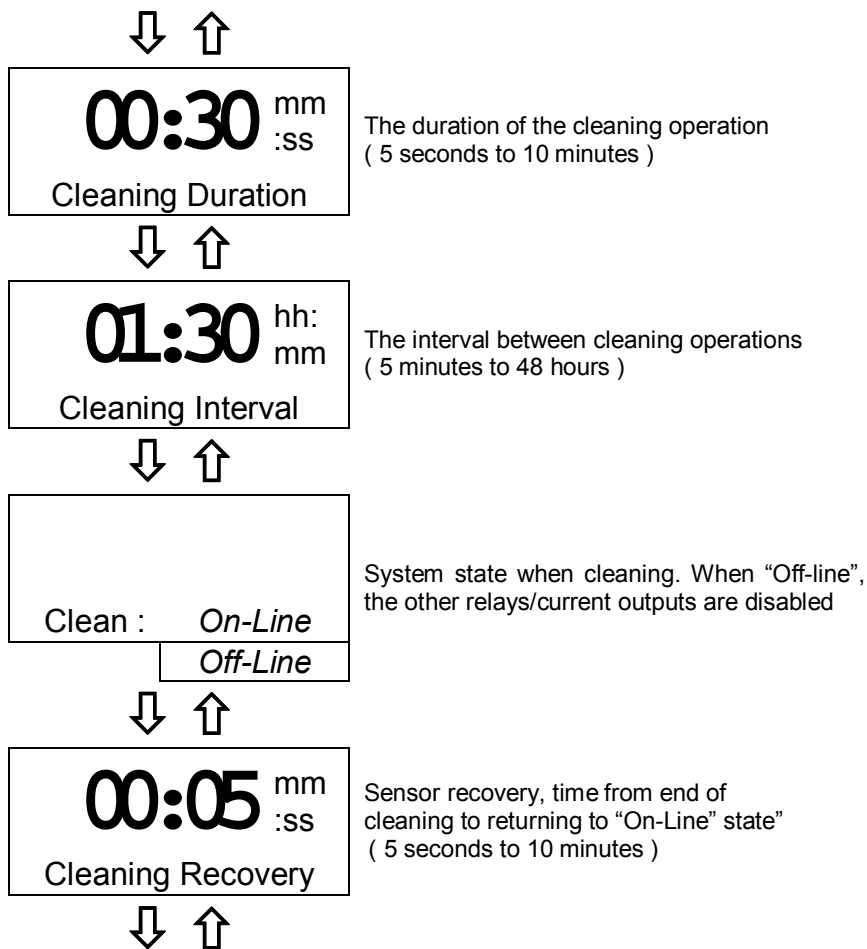 00:30 mm
:ss
Cleaning Duration
The duration of the cleaning operation
( 5 seconds to 10 minutes )
01:30 hh:
mm
Cleaning Interval
The interval between cleaning operations
( 5 minutes to 48 hours )
Clean : On-Line
Off-Line
System state when cleaning. When “Off-line”,
the other relays/current outputs are disabled
00:05 mm
:ss
Cleaning Recovery
Sensor recovery, time from end of
cleaning to returning to “On-Line” state”
( 5 seconds to 10 minutes )